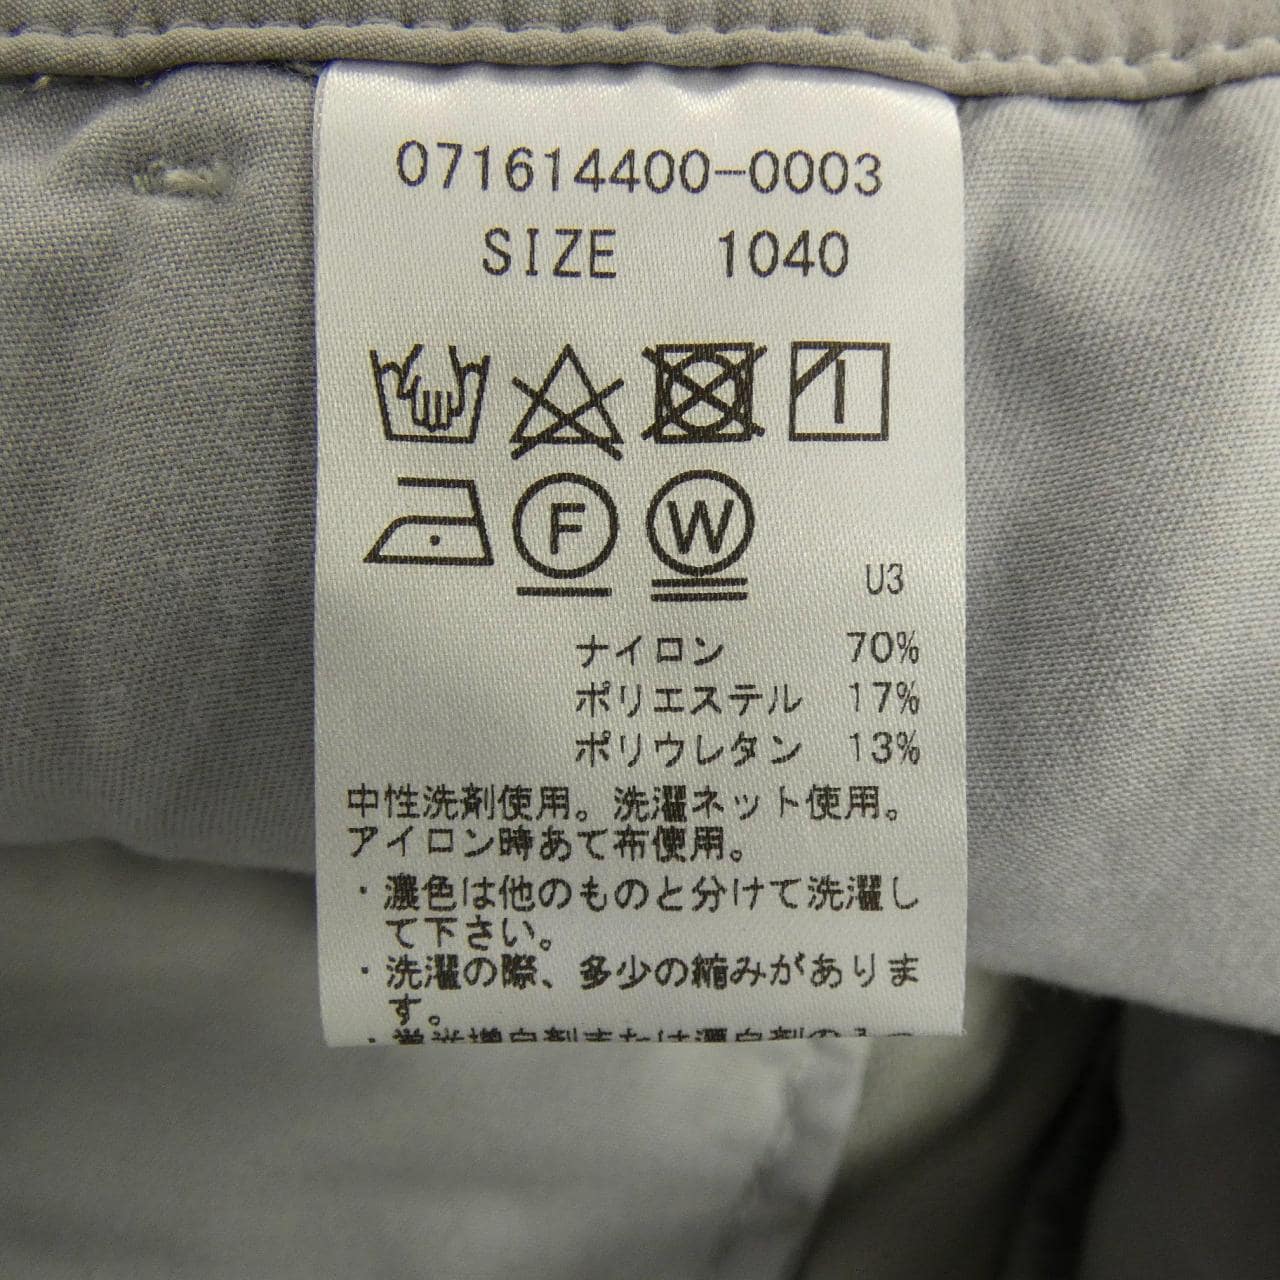 071614400-0003
SIZE 1040
F W
U3
ナイロン 70%
ポリエステル 17%
ポリウレタン 13%
中性洗剤使用。洗濯ネット使用。
アイロン時あて布使用。
・濃色は他のものと分けて洗濯し
て下さい。
・洗濯の際、多少の縮みがありま
す。